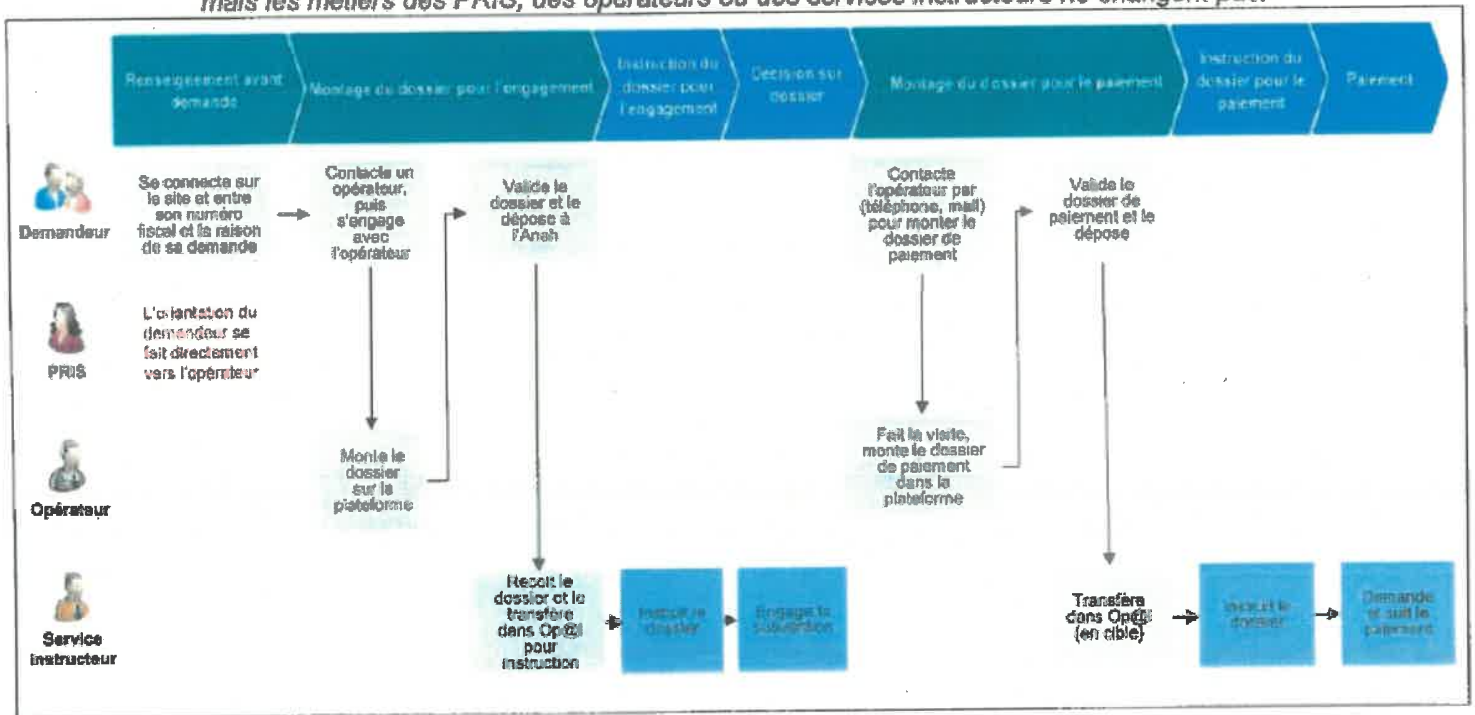 mais les métiers des PRIS, des opérateurs ou des services instructeurs ne changent pas.
Renseignement avant
demande
Montage du dossier pour l'engagement
Instruction du
dossier pour
l'engagement
Décision sur
dossier
Montage du dossier pour le paiement
Instruction du
dossier pour le
paiement
Paiement
Demandeur
Se connecte sur
le site et entre
son numéro
fiscal et la raison
de sa demande
Contacte un
opérateur,
puis
s'engage
avec
l'opérateur
Valide le
dossier et le
dépose à
l'Anah
Contacte
l'opérateur par
(téléphone, mail)
pour monter le
dossier de
paiement
Valide le
dossier de
paiement et le
dépose
PRIS
L'orientation du
demandeur se
fait directement
vers l'opérateur
Opérateur
Monte le
dossier
sur la
plateforme
Fait la visite,
monte le dossier
de paiement
dans la
plateforme
Service
instructeur
Reçoit le
dossier et le
transfère
dans Op@l
pour
instruction
Instruit le
dossier
Engage la
subvention
Transfère
dans Op@l
(en cible)
Instruit le
dossier
Demande
et suit le
paiement